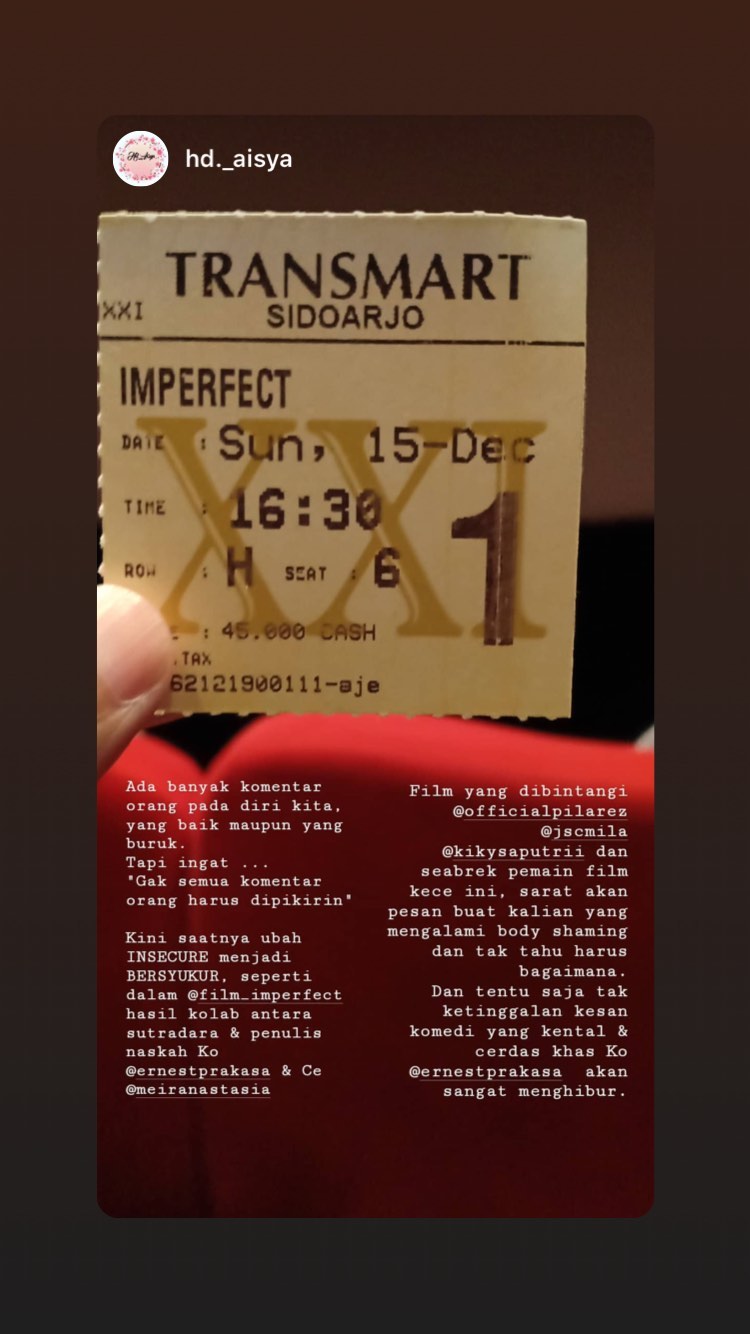 hd._aisya
TRANSMART
XXI
SIDOARJO
IMPERFECT
DATE : Sun, 15-Dec
TIME : 16:30
ROW : H SEAT : 6
1
XXI
: 45.000 CASH
.TAX
62121900111-aje
Ada banyak komentar
orang pada diri kita,
yang baik maupun yang
buruk.
Tapi ingat ...
"Gak semua komentar
orang harus dipikirin"
Kini saatnya ubah
INSECURE menjadi
BERSYUKUR, seperti
dalam @film_imperfect
hasil kolab antara
sutradara & penulis
naskah Ko
@ernestprakasa & Ce
@meiranastasia
Film yang dibintangi
@officialpilarez
@jscmila
@kikysaputrii dan
seabrek pemain film
kece ini, sarat akan
pesan buat kalian yang
mengalami body shaming
dan tak tahu harus
bagaimana.
Dan tentu saja tak
ketinggalan kesan
komedi yang kental &
cerdas khas Ko
@ernestprakasa akan
sangat menghibur.